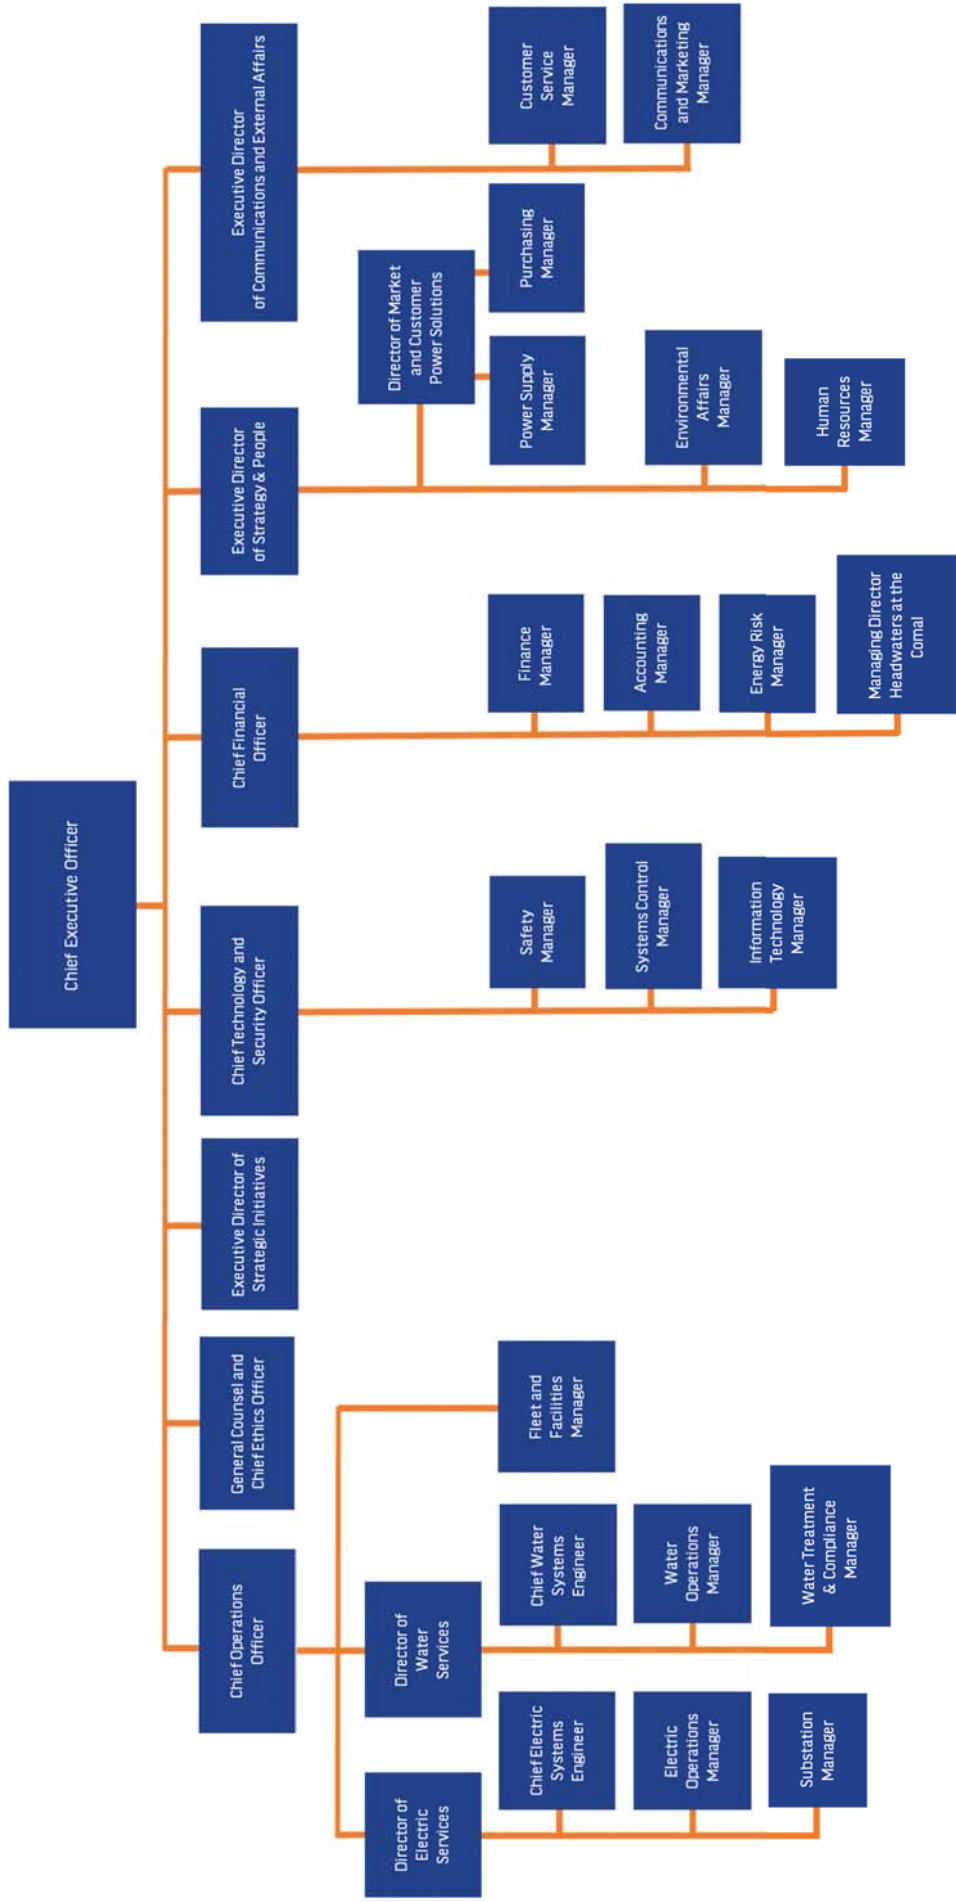 Chief Executive Officer
Chief Operations
Officer
General Counsel and
Chief Ethics Officer
Executive Director of
Strategic Initiatives
Chief Technology and
Security Officer
Chief Financial
Officer
Executive Director
of Strategy & People
Executive Director
of Communications and External Affairs
Director of
Electric
Services
Director of
Water
Services
Director of Market
and Customer
Power Solutions
Chief Electric
Systems
Engineer
Electric
Operations
Manager
Substation
Manager
Chief Water
Systems
Engineer
Water
Operations
Manager
Water Treatment
& Compliance
Manager
Fleet and
Facilities
Manager
Safety
Manager
Systems Control
Manager
Information
Technology
Manager
Finance
Manager
Accounting
Manager
Energy Risk
Manager
Managing Director
Headwaters at the
Comal
Power Supply
Manager
Purchasing
Manager
Environmental
Affairs
Manager
Human
Resources
Manager
Customer
Service
Manager
Communications
and Marketing
Manager